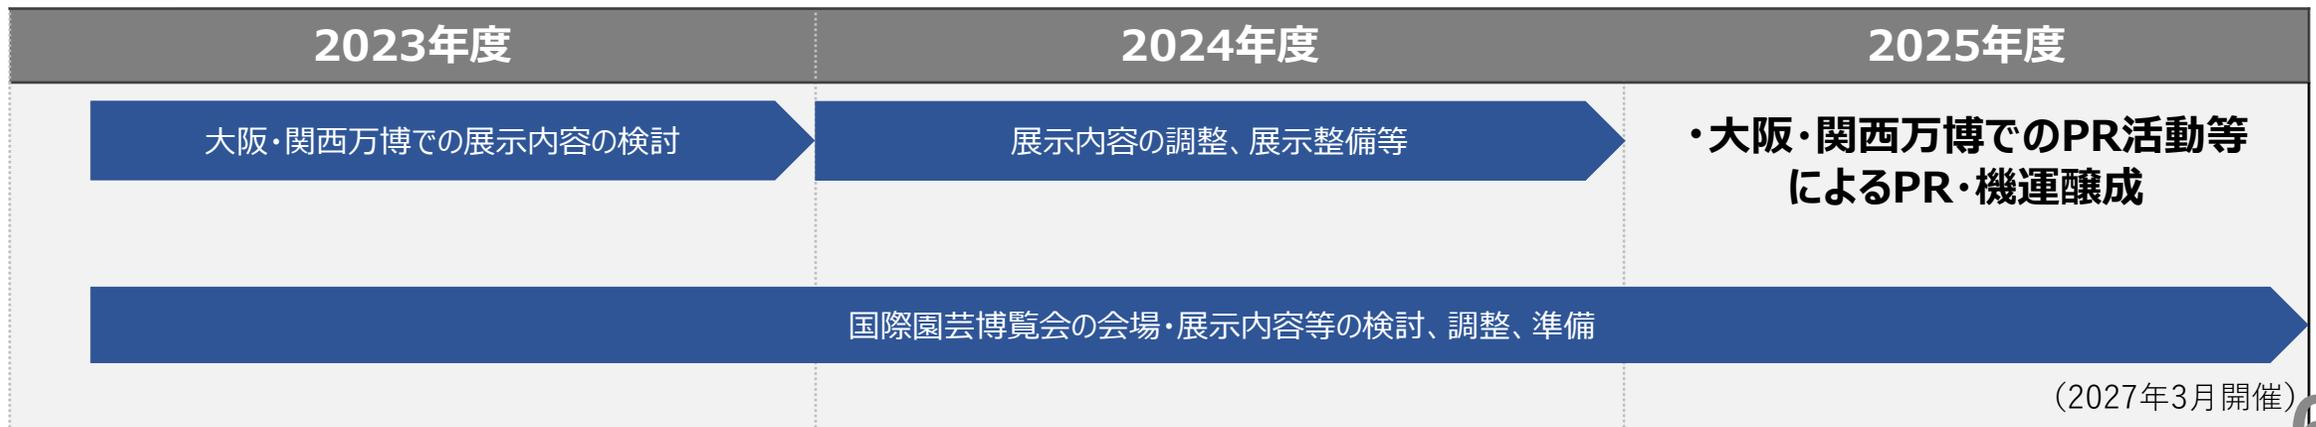 2023年度
2024年度
2025年度
大阪・関西万博での展示内容の検討
展示内容の調整、展示整備等
・大阪・関西万博でのPR活動等
によるPR・機運醸成
国際園芸博覧会の会場・展示内容等の検討、調整、準備
（2027年3月開催）